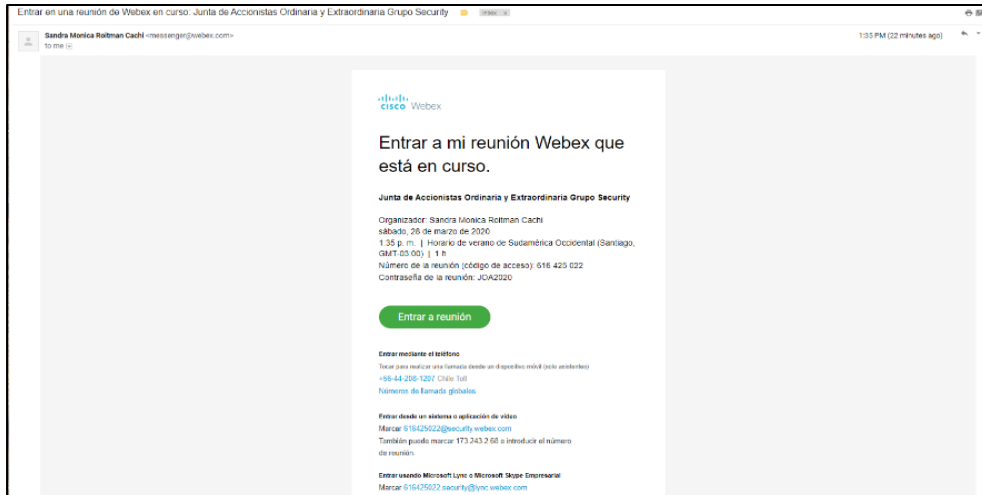 Entrar en una reunión de Webex en curso: Junta de Accionistas Ordinaria y Extraordinaria Grupo Security
Sandra Monica Roitman Cachi <messenger@webex.com>
1:35 PM (22 minutes ago)
to me
CISCO Webex
Entrar a mi reunión Webex que
está en curso.
Junta de Accionistas Ordinaria y Extraordinaria Grupo Security
Organizador: Sandra Monica Roitman Cachi
sábado, 28 de marzo de 2020
1:35 p. m. | Horario de verano de Sudamérica Occidental (Santiago,
GMT-03:00) | 1 h
Número de la reunión (código de acceso): 616 425 022
Contraseña de la reunión: JOA2020
Entrar a reunión
Entrar mediante el teléfono
Tocar para realizar una llamada desde un dispositivo móvil (solo asistentes)
+56-44-208-1207 Chile Toll
Números de llamada globales
Entrar desde un sistema o aplicación de vídeo
Marcar 616425022@security.webex.com
También puede marcar 173.243.2.68 e introducir el número
de reunión.
Entrar usando Microsoft Lync o Microsoft Skype Empresarial
Marcar 616425022.security@lync.webex.com